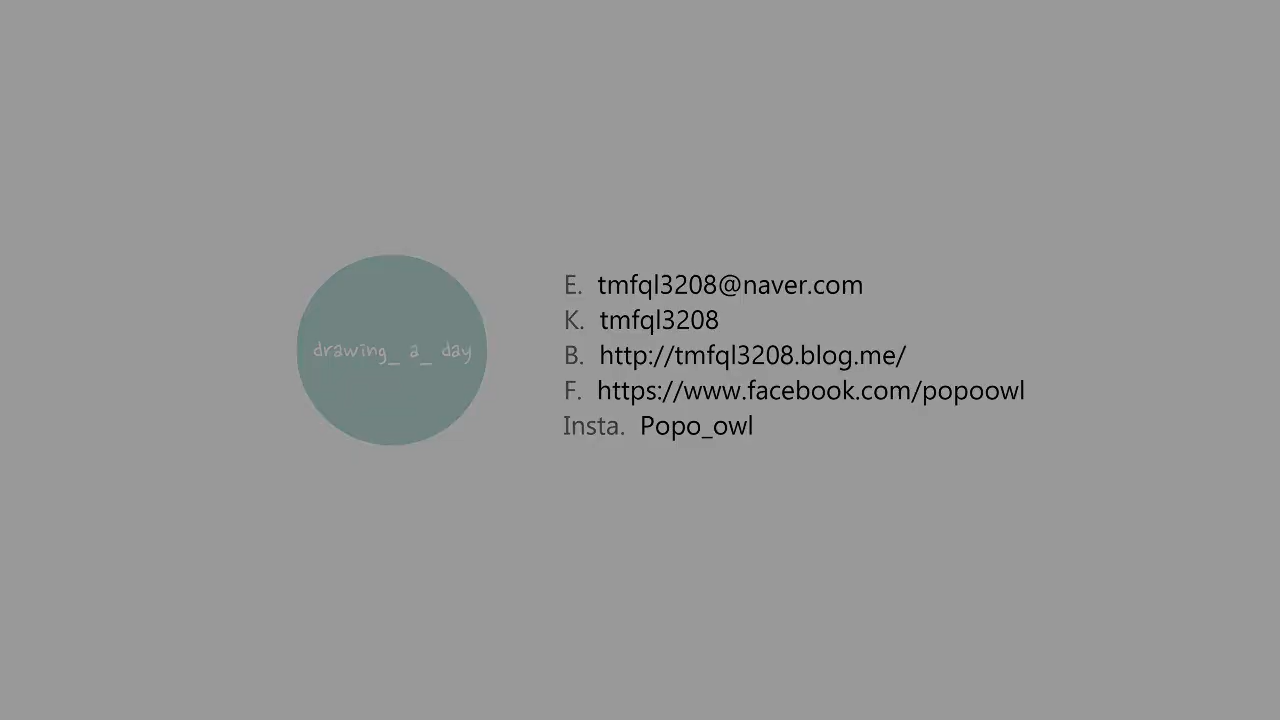 drawing_ a_ day
E. tmfql3208@naver.com
K. tmfql3208
B. http://tmfql3208.blog.me/
F. https://www.facebook.com/popoowl
Insta. Popo_owl